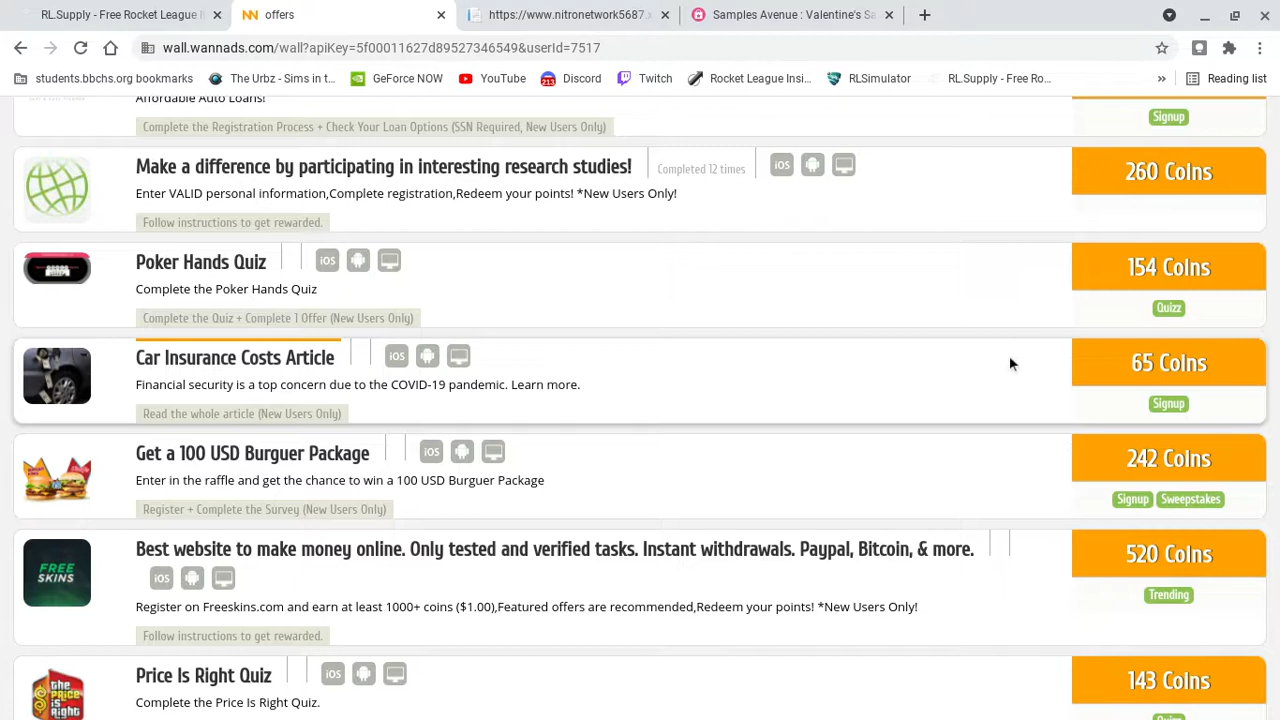 RL.Supply - Free Rocket League I
offers
https://www.nitronetwork5687.x
Samples Avenue : Valentine's Sa
wall.wannads.com/wall?apiKey=5f00011627d89527346549&userId=7517
students.bbchs.org bookmarks
The Urbz - Sims in t...
GeForce NOW
YouTube
213
Discord
Twitch
Rocket League Insi...
RLSimulator
RL.Supply - Free Ro...
»
Reading list
Affordable Auto Loans!
Complete the Registration Process + Check Your Loan Options (SSN Required, New Users Only)
Signup
Make a difference by participating in interesting research studies!
Completed 12 times
iOS
260 Coins
Enter VALID personal information,Complete registration,Redeem your points! *New Users Only!
Follow instructions to get rewarded.
Poker Hands Quiz
iOS
154 Coins
Complete the Poker Hands Quiz
Complete the Quiz + Complete 1 Offer (New Users Only)
Quizz
Car Insurance Costs Article
iOS
65 Coins
Financial security is a top concern due to the COVID-19 pandemic. Learn more.
Read the whole article (New Users Only)
Signup
Get a 100 USD Burguer Package
iOS
242 Coins
Enter in the raffle and get the chance to win a 100 USD Burguer Package
Register + Complete the Survey (New Users Only)
Signup
Sweepstakes
Best website to make money online. Only tested and verified tasks. Instant withdrawals. Paypal, Bitcoin, & more.
520 Coins
FREE
SKINS
iOS
Trending
Register on Freeskins.com and earn at least 1000+ coins ($1.00),Featured offers are recommended,Redeem your points! *New Users Only!
Follow instructions to get rewarded.
the
PRICE
is
RIGHT
Price Is Right Quiz
iOS
143 Coins
Complete the Price Is Right Quiz.